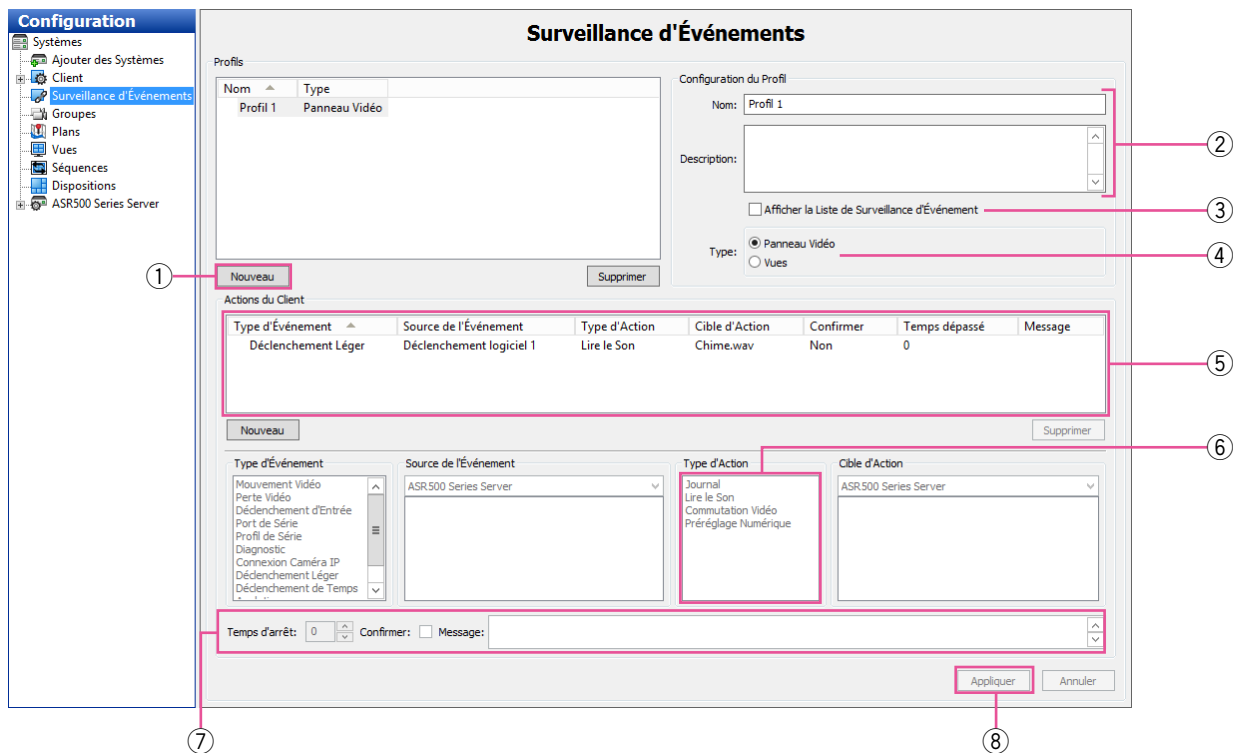 Configuration
Systèmes
Ajouter des Systèmes
Client
Surveillance d'Événements
Groupes
Plans
Vues
Séquences
Dispositions
ASR500 Series Server
Surveillance d'Événements
Profils
Nom Type
Profil 1 Panneau Vidéo
Configuration du Profil
Nom: Profil 1
Description:
2
Afficher la Liste de Surveillance d'Événement
3
Type:
Panneau Vidéo
Vues
4
1
Nouveau
Supprimer
Actions du Client
Type d'Événement Source de l'Événement Type d'Action Cible d'Action Confirmer Temps dépassé Message
Déclenchement Léger Déclenchement logiciel 1 Lire le Son Chime.wav Non 0
5
Nouveau
Supprimer
6
Type d'Événement
Mouvement Vidéo
Perte Vidéo
Déclenchement d'Entrée
Port de Série
Profil de Série
Diagnostic
Connexion Caméra IP
Déclenchement Léger
Déclenchement de Temps
Source de l'Événement
ASR500 Series Server
Type d'Action
Journal
Lire le Son
Commutation Vidéo
Préréglage Numérique
Cible d'Action
ASR500 Series Server
Temps d'arrêt: 0 Confirmer: Message:
Appliquer Annuler
7
8